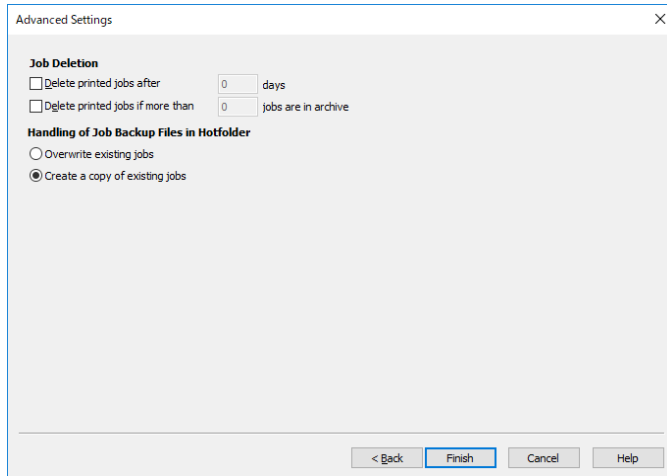 Advanced Settings
Job Deletion
Delete printed jobs after 0 days
Delete printed jobs if more than 0 jobs are in archive
Handling of Job Backup Files in Hotfolder
Overwrite existing jobs
Create a copy of existing jobs
< Back Finish Cancel Help